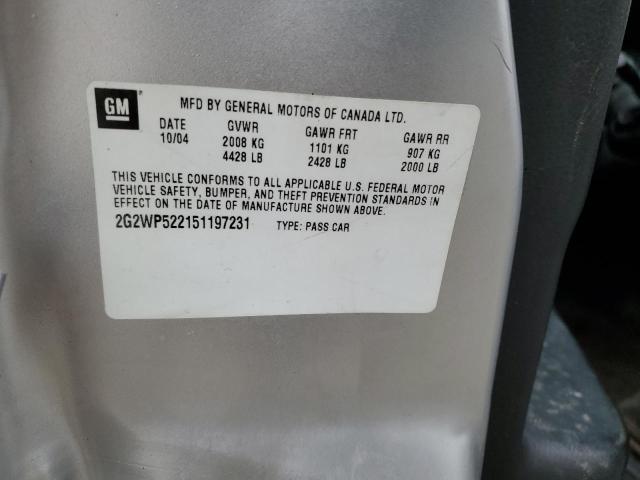 GM
MFD BY GENERAL MOTORS OF CANADA LTD.
DATE GVWR GAWR FRT GAWR RR
10/04 2008 KG 1101 KG 907 KG
4428 LB 2428 LB 2000 LB
THIS VEHICLE CONFORMS TO ALL APPLICABLE U.S. FEDERAL MOTOR
VEHICLE SAFETY, BUMPER, AND THEFT PREVENTION STANDARDS IN
EFFECT ON THE DATE OF MANUFACTURE SHOWN ABOVE.
2G2WP522151197231 TYPE: PASS CAR